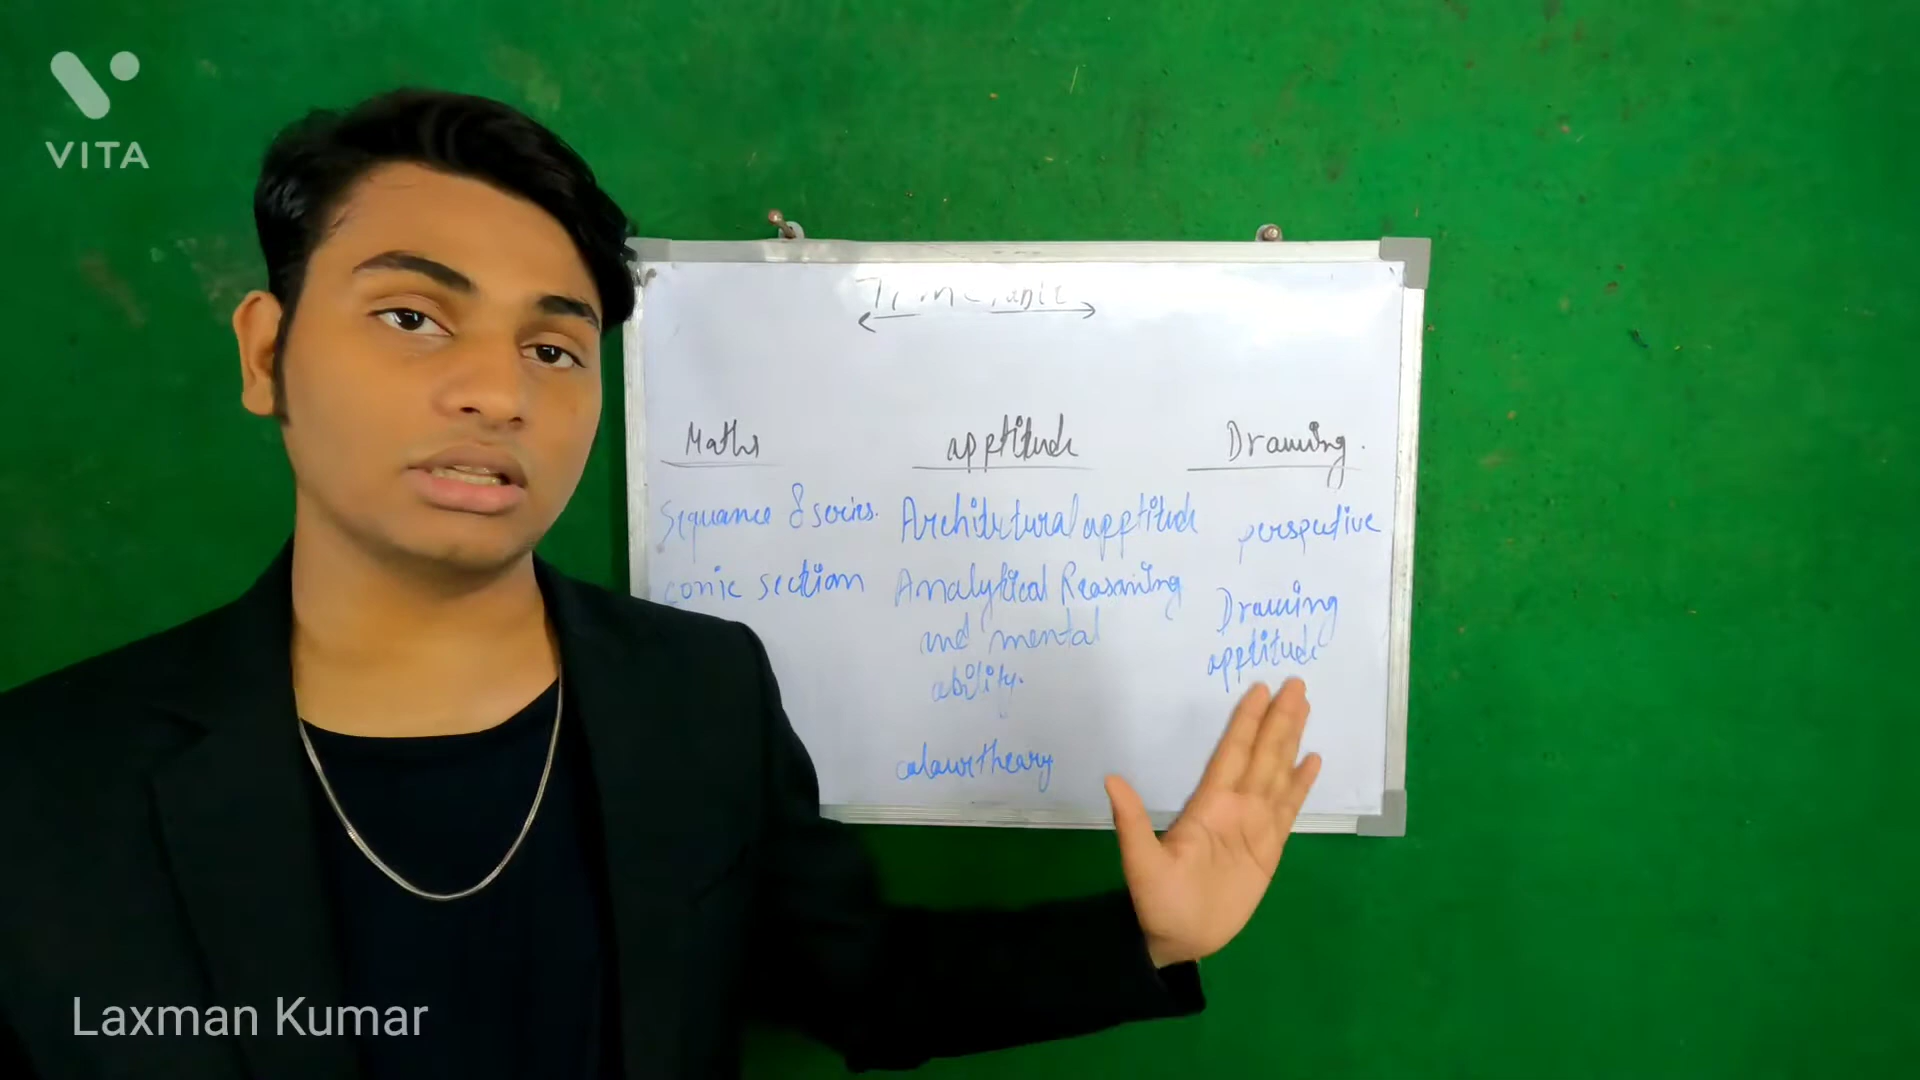 VITA
Maths
apptitude
Drawing.
Sequance & series.
Architectural apptitude
perspective
conic section
Analytical Reasoning
and mental
ability.
Drawing
apptitude
colour theory
Laxman Kumar